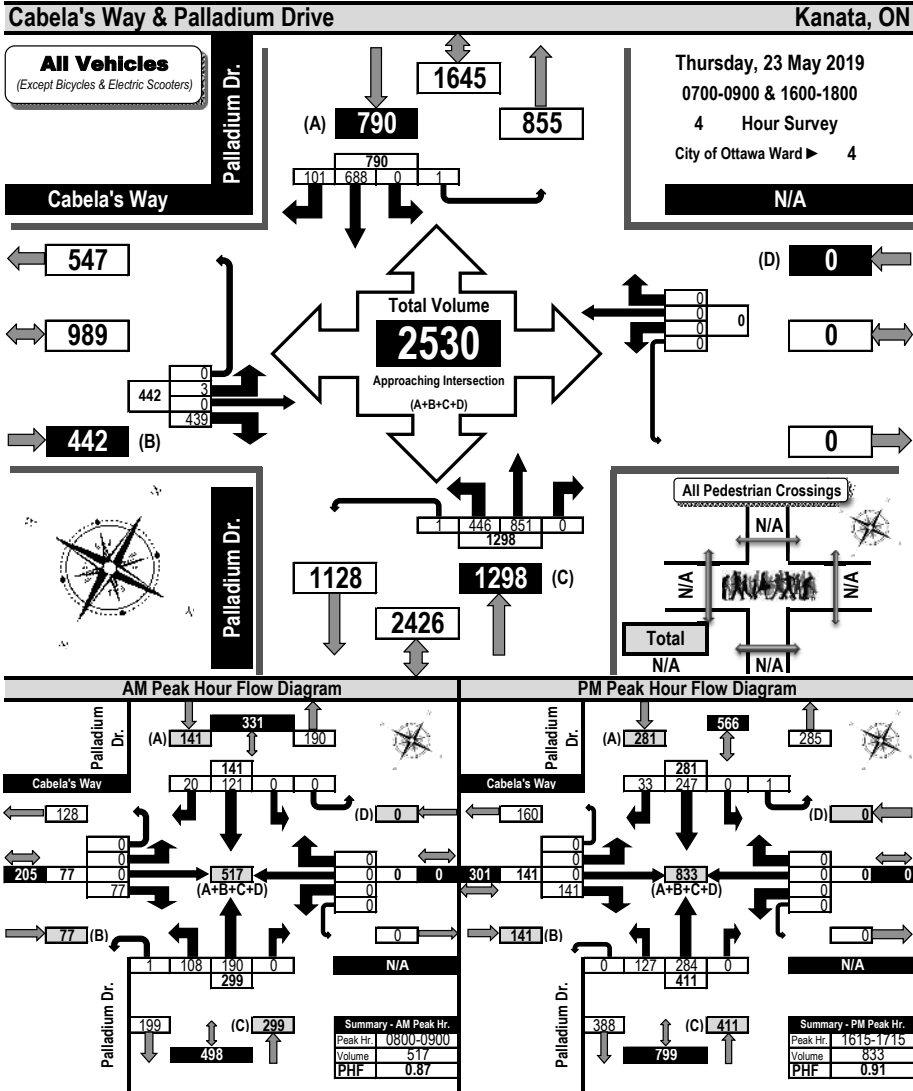 Cabela's Way & Palladium Drive Kanata, ON
All Vehicles
(Except Bicycles & Electric Scooters)
Palladium Dr.
Cabela's Way
1645
(A) 790 855
790
101 688 0 1
Thursday, 23 May 2019
0700-0900 & 1600-1800
4 Hour Survey
City of Ottawa Ward ► 4
N/A
547
989
442
0
3
0
439
442 (B)
Total Volume
2530
Approaching Intersection
(A+B+C+D)
(D) 0
0
0
0
0
0
0
0
1 446 851 0
1298
1128 1298 (C)
2426
Palladium Dr.
All Pedestrian Crossings
N/A
N/A
N/A
Total
N/A
N/A
AM Peak Hour Flow Diagram
Palladium
Dr.
331
(A) 141 190
141
20 121 0 0
Cabela's Way
128
(D) 0
0
0
0
77
205 77
517
(A+B+C+D)
0
0
0
0
0 0
77 (B)
0
1 108 190 0
299
N/A
Palladium Dr.
199 (C) 299
498
Summary - AM Peak Hr.
Peak Hr. 0800-0900
Volume 517
PHF 0.87
PM Peak Hour Flow Diagram
Palladium
Dr.
566
(A) 281 285
281
33 247 0 1
Cabela's Way
160
(D) 0
0
0
0
141
301 141
833
(A+B+C+D)
0
0
0
0
0 0
141 (B)
0
0 127 284 0
411
N/A
Palladium Dr.
388 (C) 411
799
Summary - PM Peak Hr.
Peak Hr. 1615-1715
Volume 833
PHF 0.91